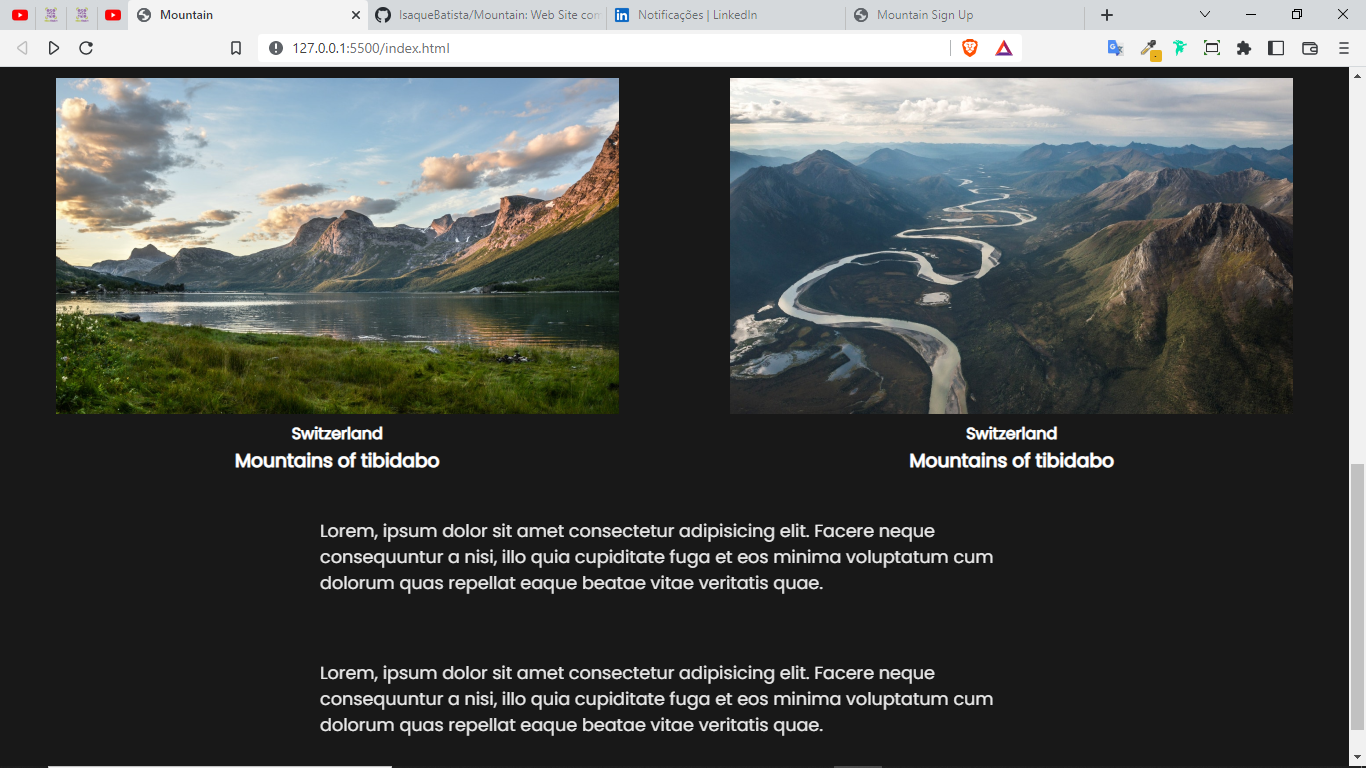 Mountain
IsaqueBatista/Mountain: Web Site con
Notificações | LinkedIn
Mountain Sign Up
127.0.0.1:5500/index.html
Switzerland
Mountains of tibidabo
Switzerland
Mountains of tibidabo
Lorem, ipsum dolor sit amet consectetur adipisicing elit. Facere neque
consequuntur a nisi, illo quia cupiditate fuga et eos minima voluptatum cum
dolorum quas repellat eaque beatae vitae veritatis quae.
Lorem, ipsum dolor sit amet consectetur adipisicing elit. Facere neque
consequuntur a nisi, illo quia cupiditate fuga et eos minima voluptatum cum
dolorum quas repellat eaque beatae vitae veritatis quae.